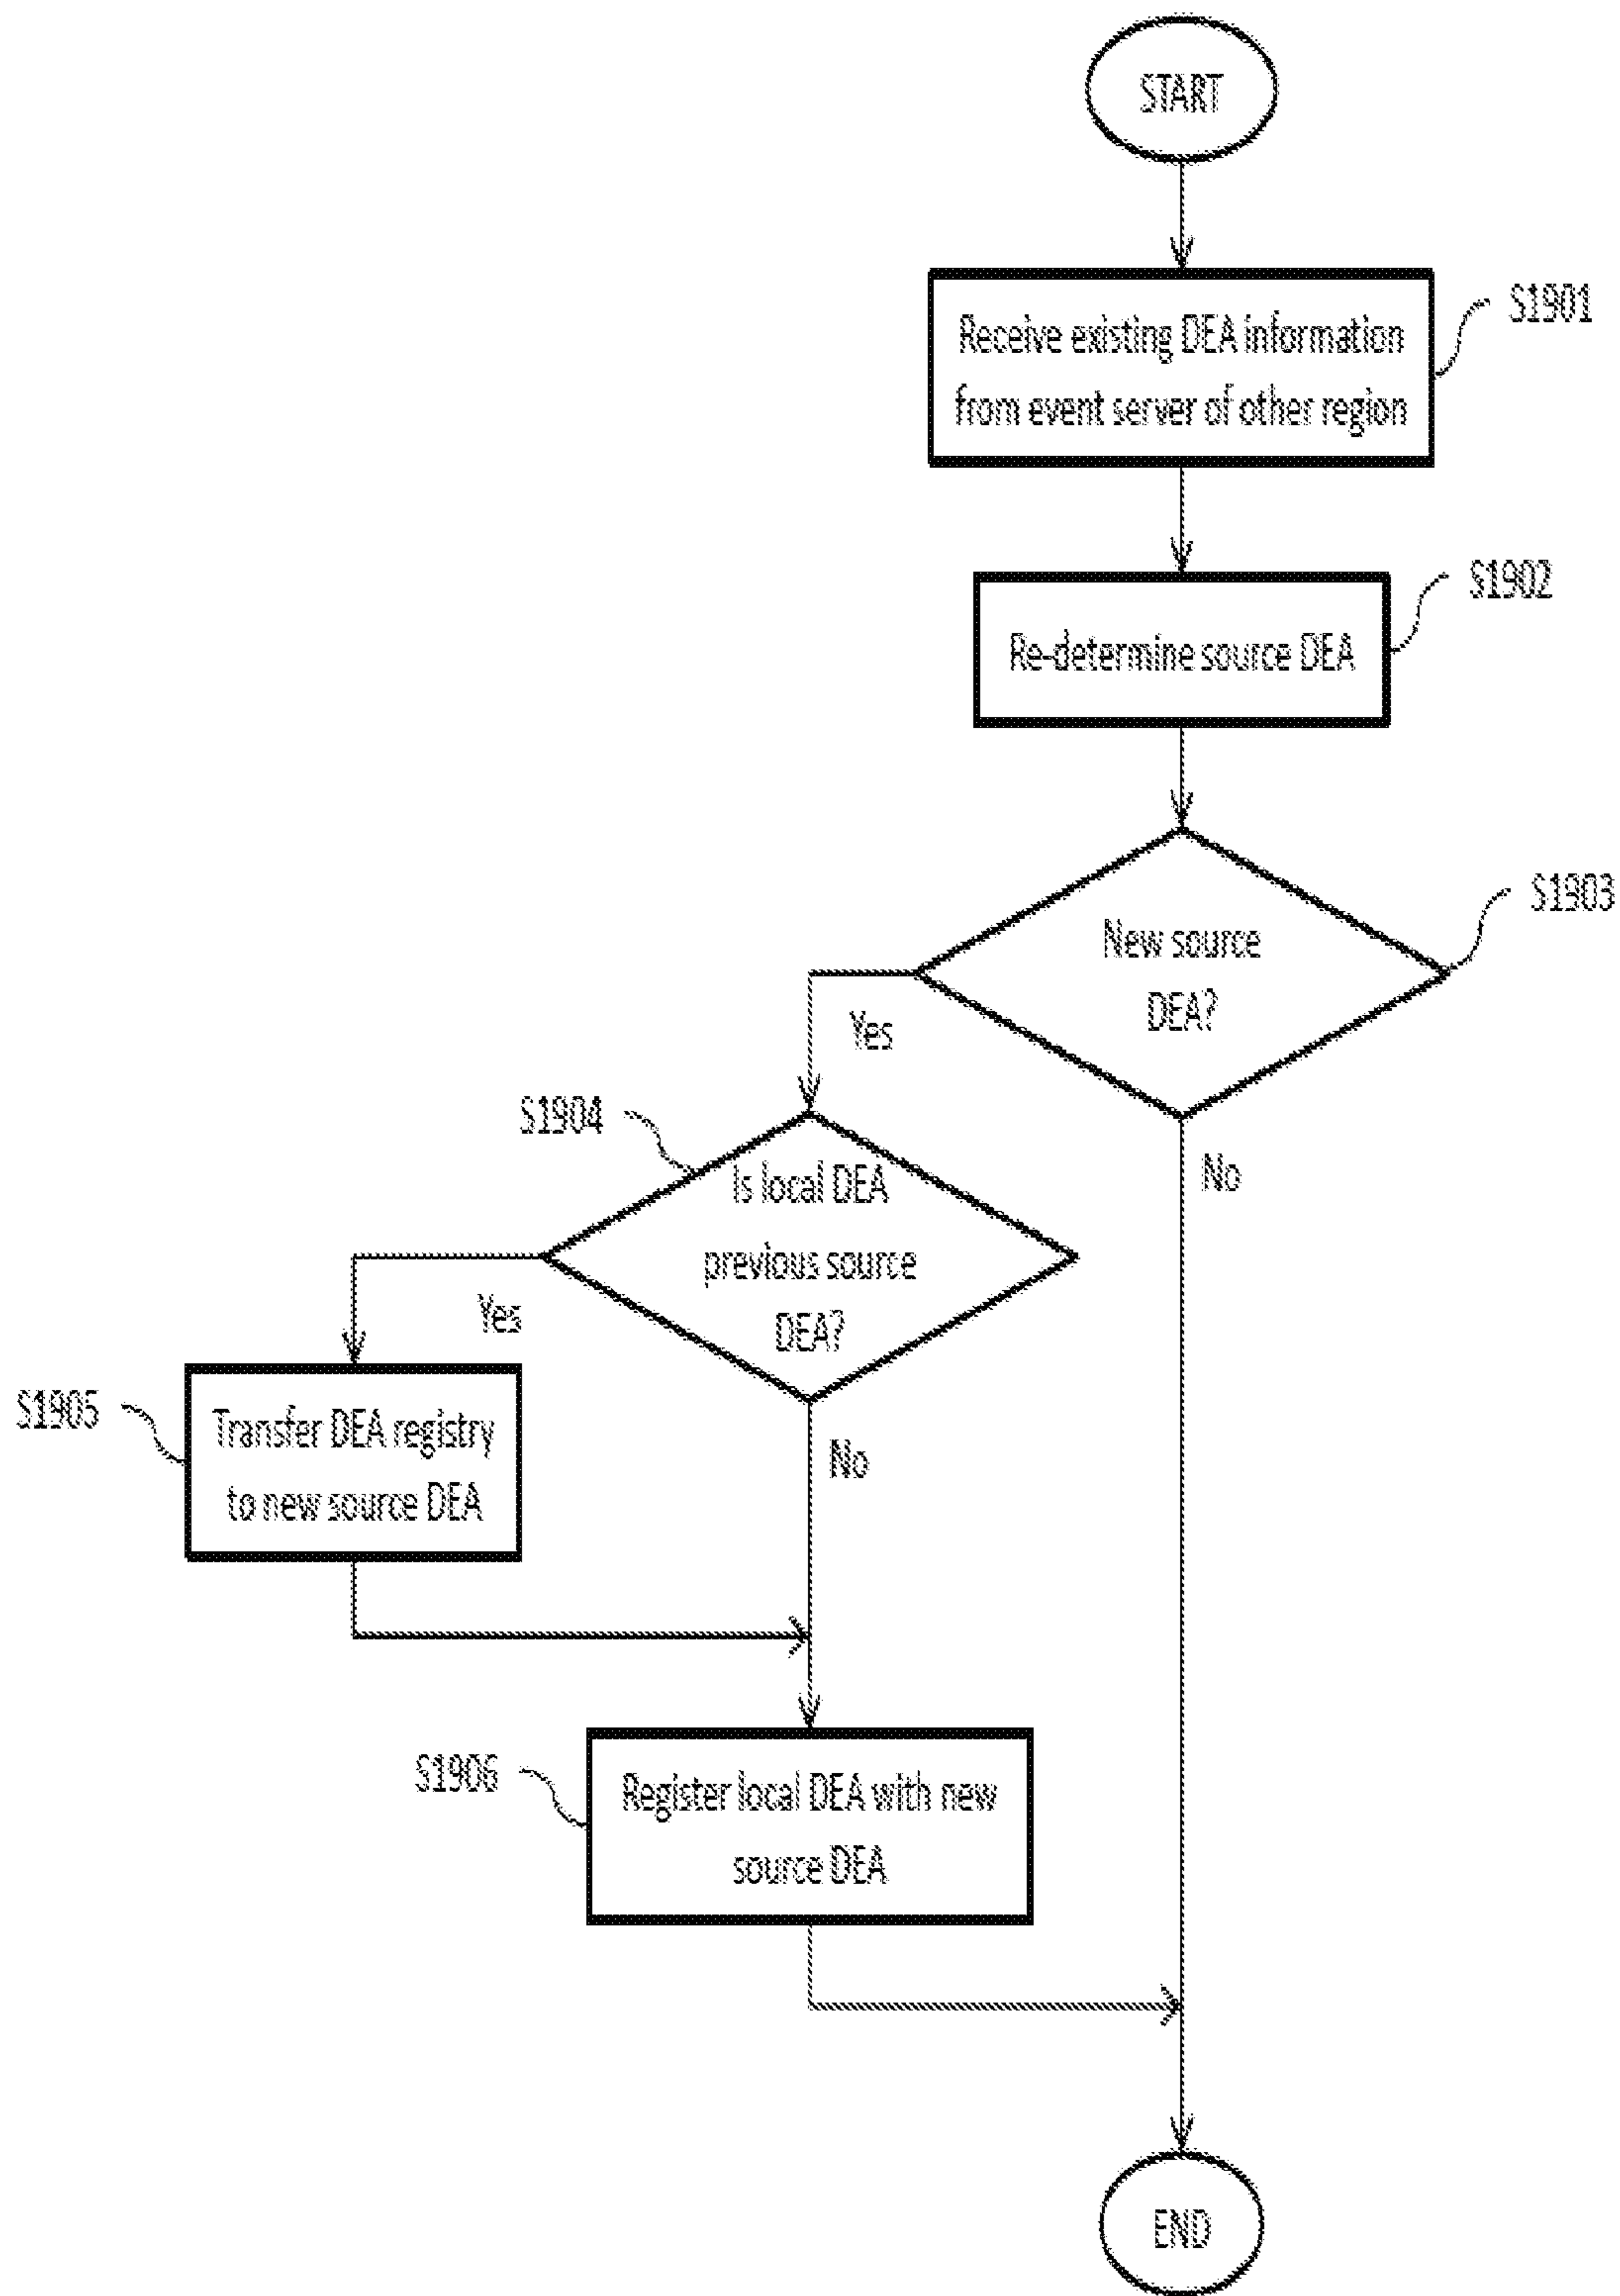 START
Receive existing DEA information
from event server of other region
S1901
Re-determine source DEA
S1902
New source
DEA?
S1903
Yes
No
S1904
Is local DEA
previous source
DEA?
Yes
No
S1905
Transfer DEA registry
to new source DEA
S1906
Register local DEA with new
source DEA
END